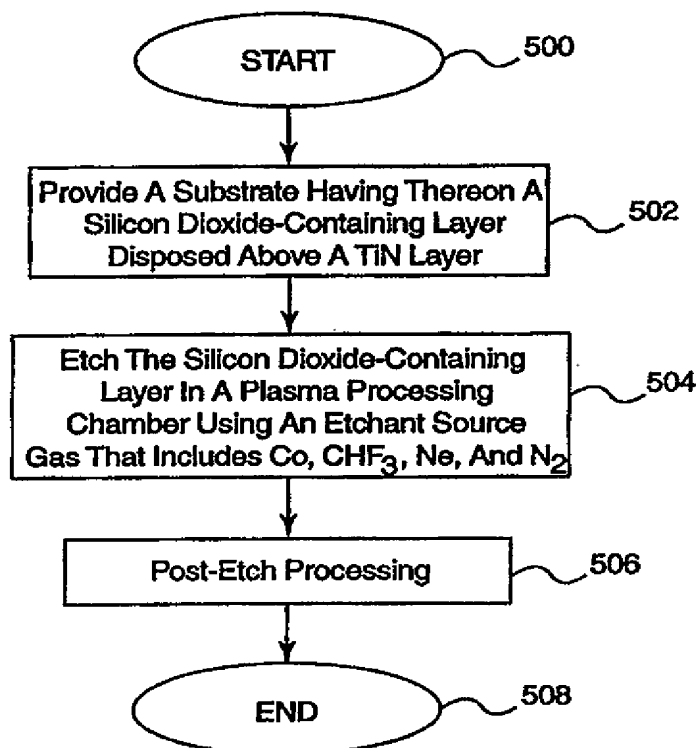 START
500
Provide A Substrate Having Thereon A
Silicon Dioxide-Containing Layer
Disposed Above A TiN Layer
502
Etch The Silicon Dioxide-Containing
Layer In A Plasma Processing
Chamber Using An Etchant Source
Gas That Includes Co, CHF3, Ne, And N2
504
Post-Etch Processing
506
END
508